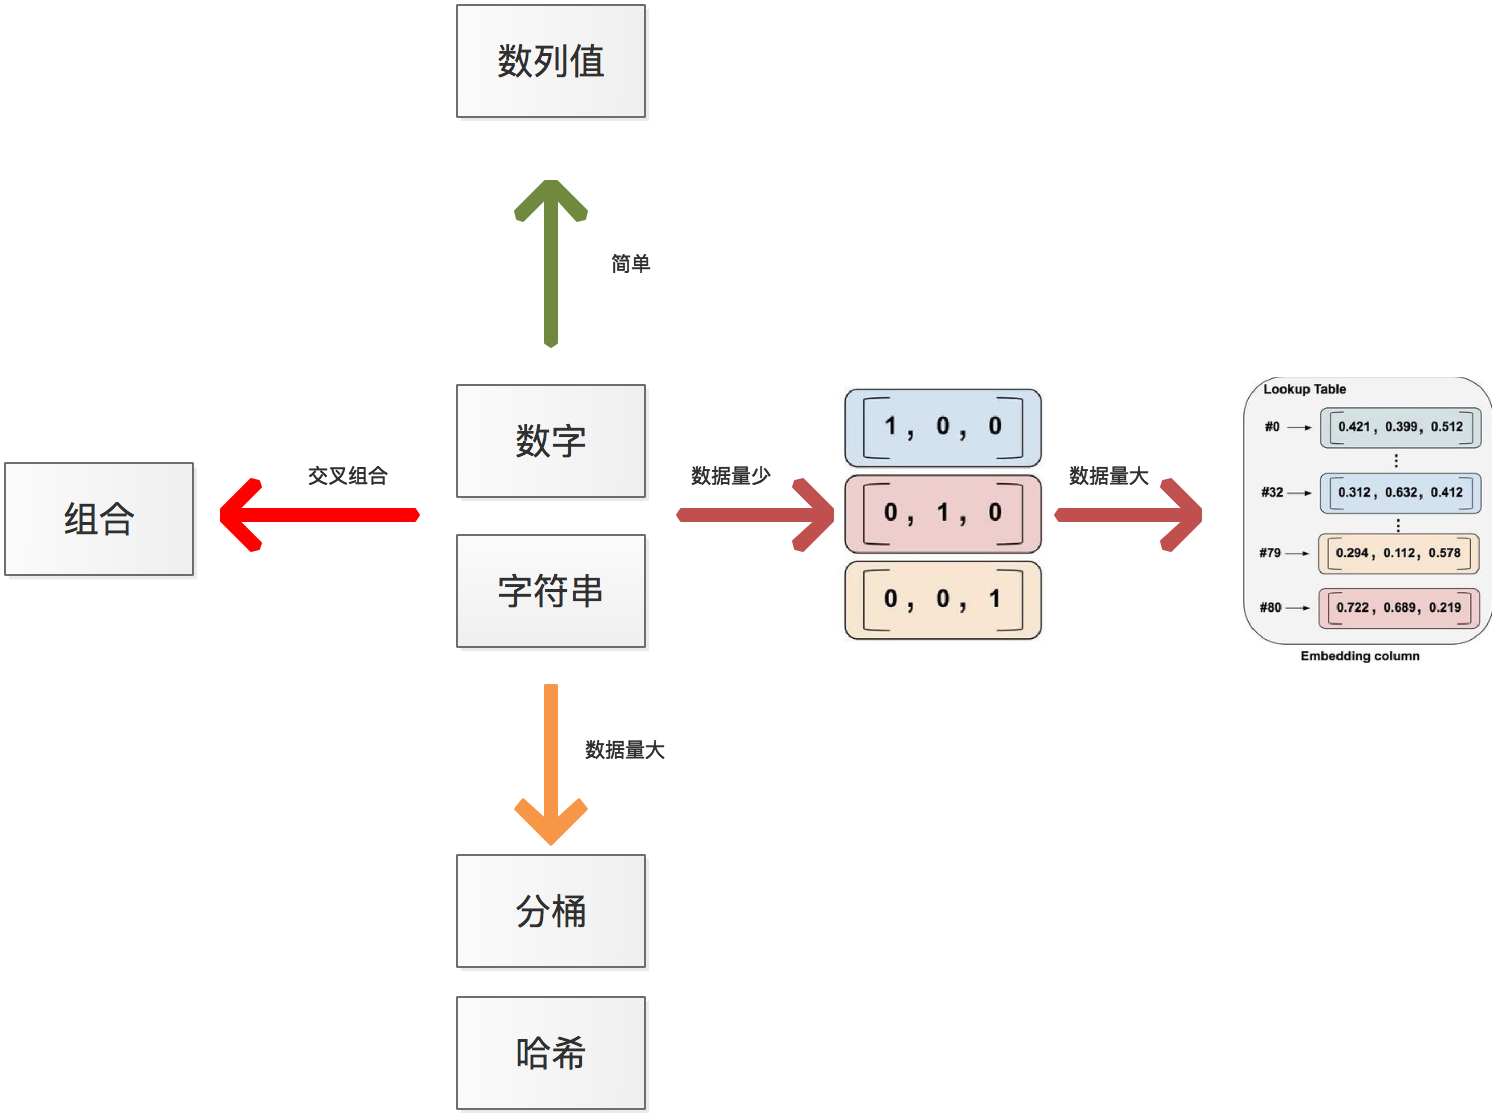 数列值
简单
数字
字符串
交叉组合
组合
数据量少
1 , 0 , 0
0 , 1 , 0
0 , 0 , 1
数据量大
Lookup Table
#0 0.421 , 0.399 , 0.512
#32 0.312 , 0.632 , 0.412
#79 0.294 , 0.112 , 0.578
#80 0.722 , 0.689 , 0.219
Embedding column
数据量大
分桶
哈希